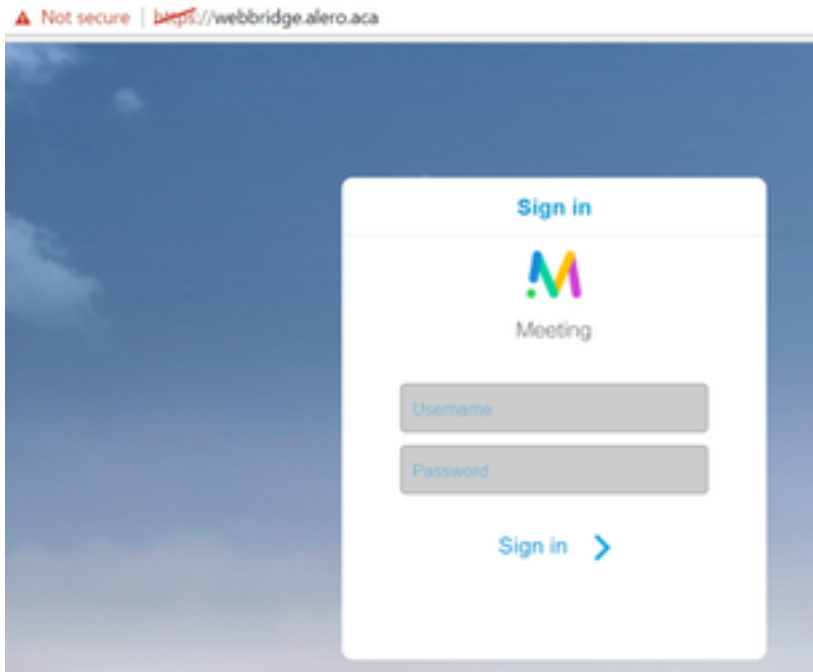 Not secure | https://webbridge.alero.aca
Sign in
Meeting
Username
Password
Sign in